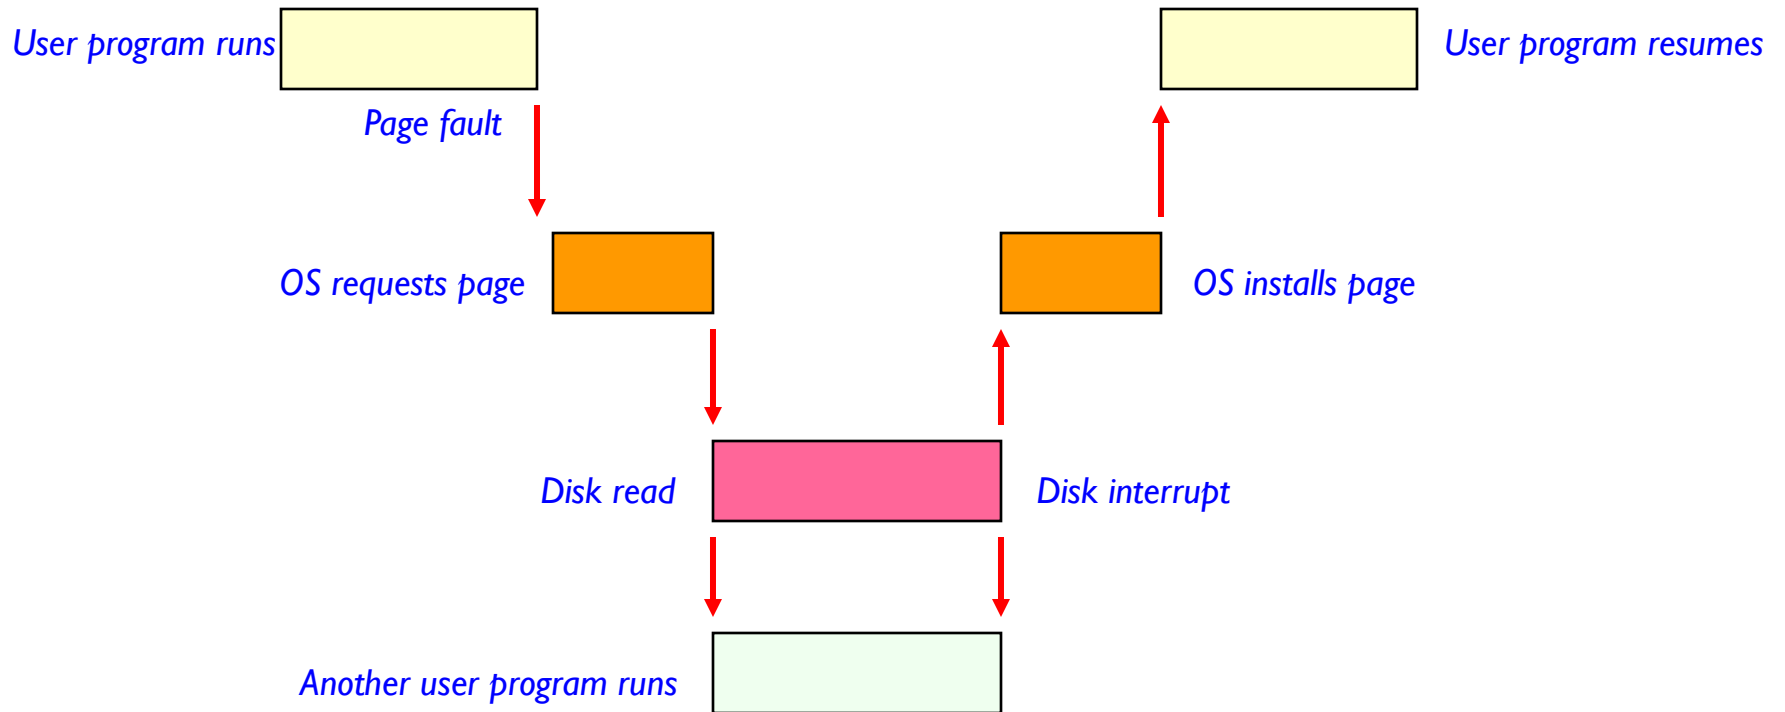 User program runs
User program resumes
Page fault
OS requests page
OS installs page
Disk read
Disk interrupt
Another user program runs